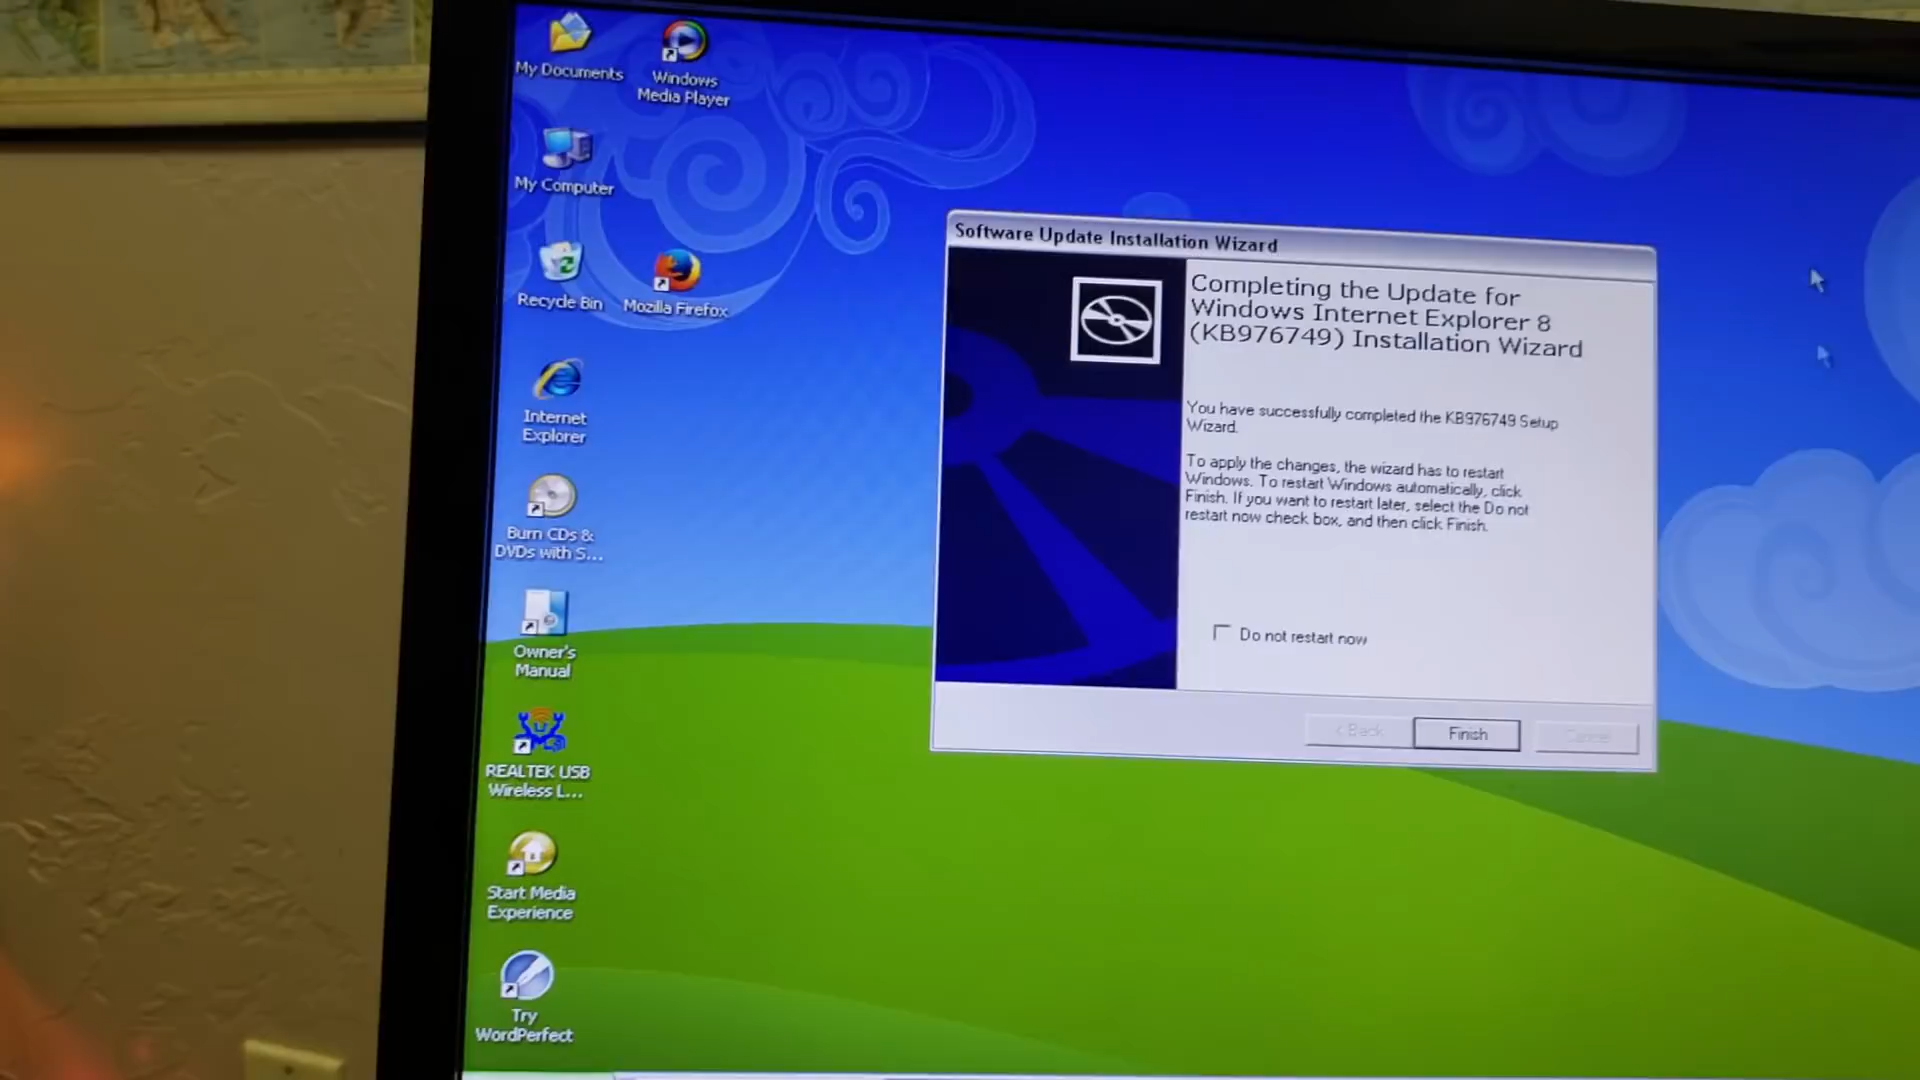 My Documents
Windows
Media Player
My Computer
Recycle Bin
Mozilla Firefox
Internet
Explorer
Burn CDs &
DVDs with S...
Owner's
Manual
REALTEK USB
Wireless L...
Start Media
Experience
Try
WordPerfect
Software Update Installation Wizard
Completing the Update for
Windows Internet Explorer 8
(KB976749) Installation Wizard
You have successfully completed the KB976749 Setup
Wizard.
To apply the changes, the wizard has to restart
Windows. To restart Windows automatically, click
Finish. If you want to restart later, select the Do not
restart now check box, and then click Finish.
Do not restart now
< Back
Finish
Cancel